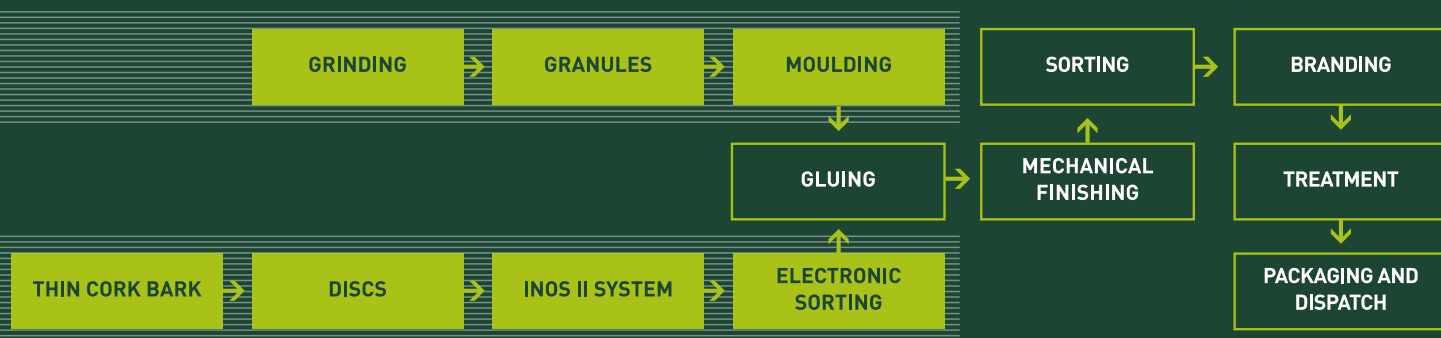 GRINDING
GRANULES
MOULDING
SORTING
BRANDING
GLUING
MECHANICAL
FINISHING
TREATMENT
THIN CORK BARK
DISCS
INOS II SYSTEM
ELECTRONIC
SORTING
PACKAGING AND
DISPATCH